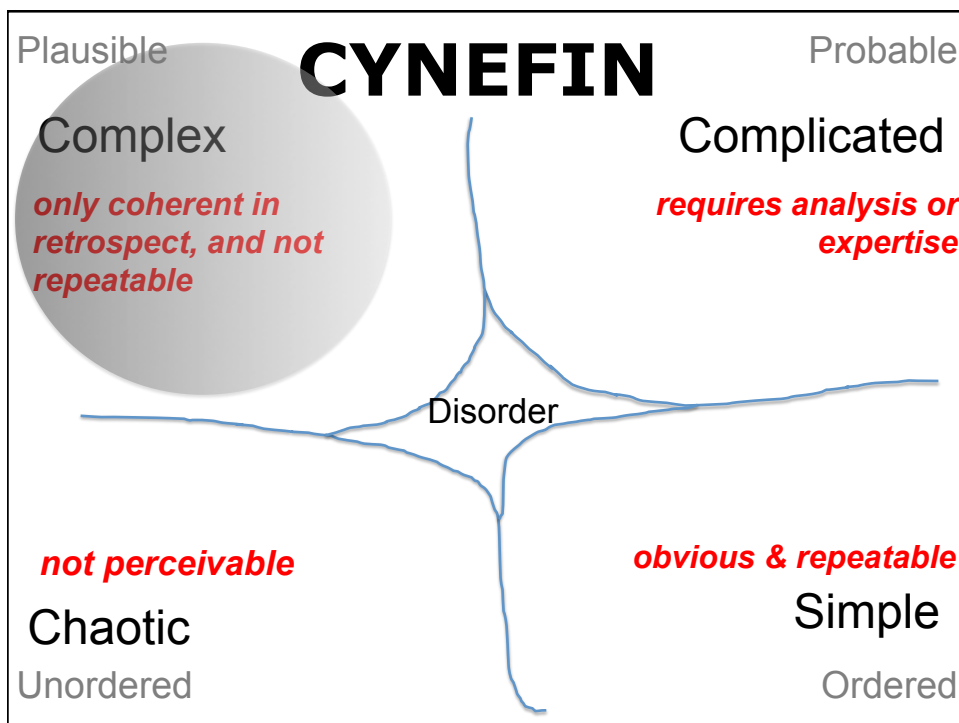 Plausible
CYNEFIN
Probable
Complex
Complicated
only coherent in
retrospect, and not
repeatable
requires analysis or
expertise
Disorder
not perceivable
obvious & repeatable
Chaotic
Simple
Unordered
Ordered